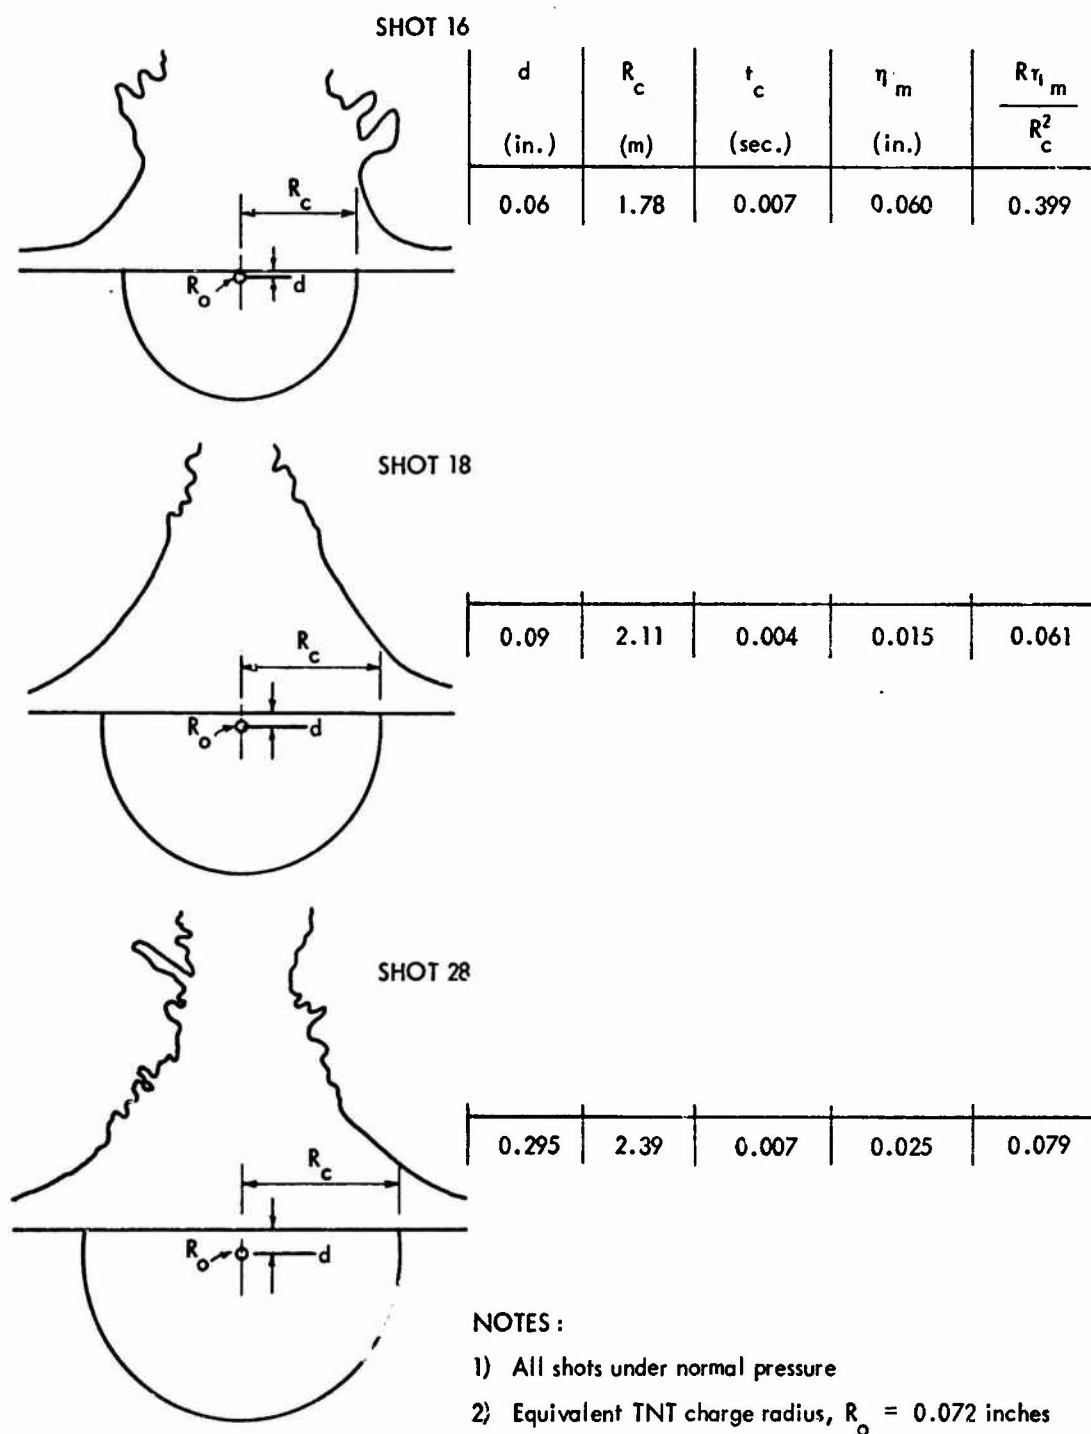 SHOT 16
d R_c t_c η_m Rη_m
(in.) (m) (sec.) (in.) R_c^2
0.06 1.78 0.007 0.060 0.399
R_c
R_o d
SHOT 18
0.09 2.11 0.004 0.015 0.061
R_c
R_o d
SHOT 28
0.295 2.39 0.007 0.025 0.079
R_c
R_o d
NOTES :
1) All shots under normal pressure
2) Equivalent TNT charge radius, R_o = 0.072 inches